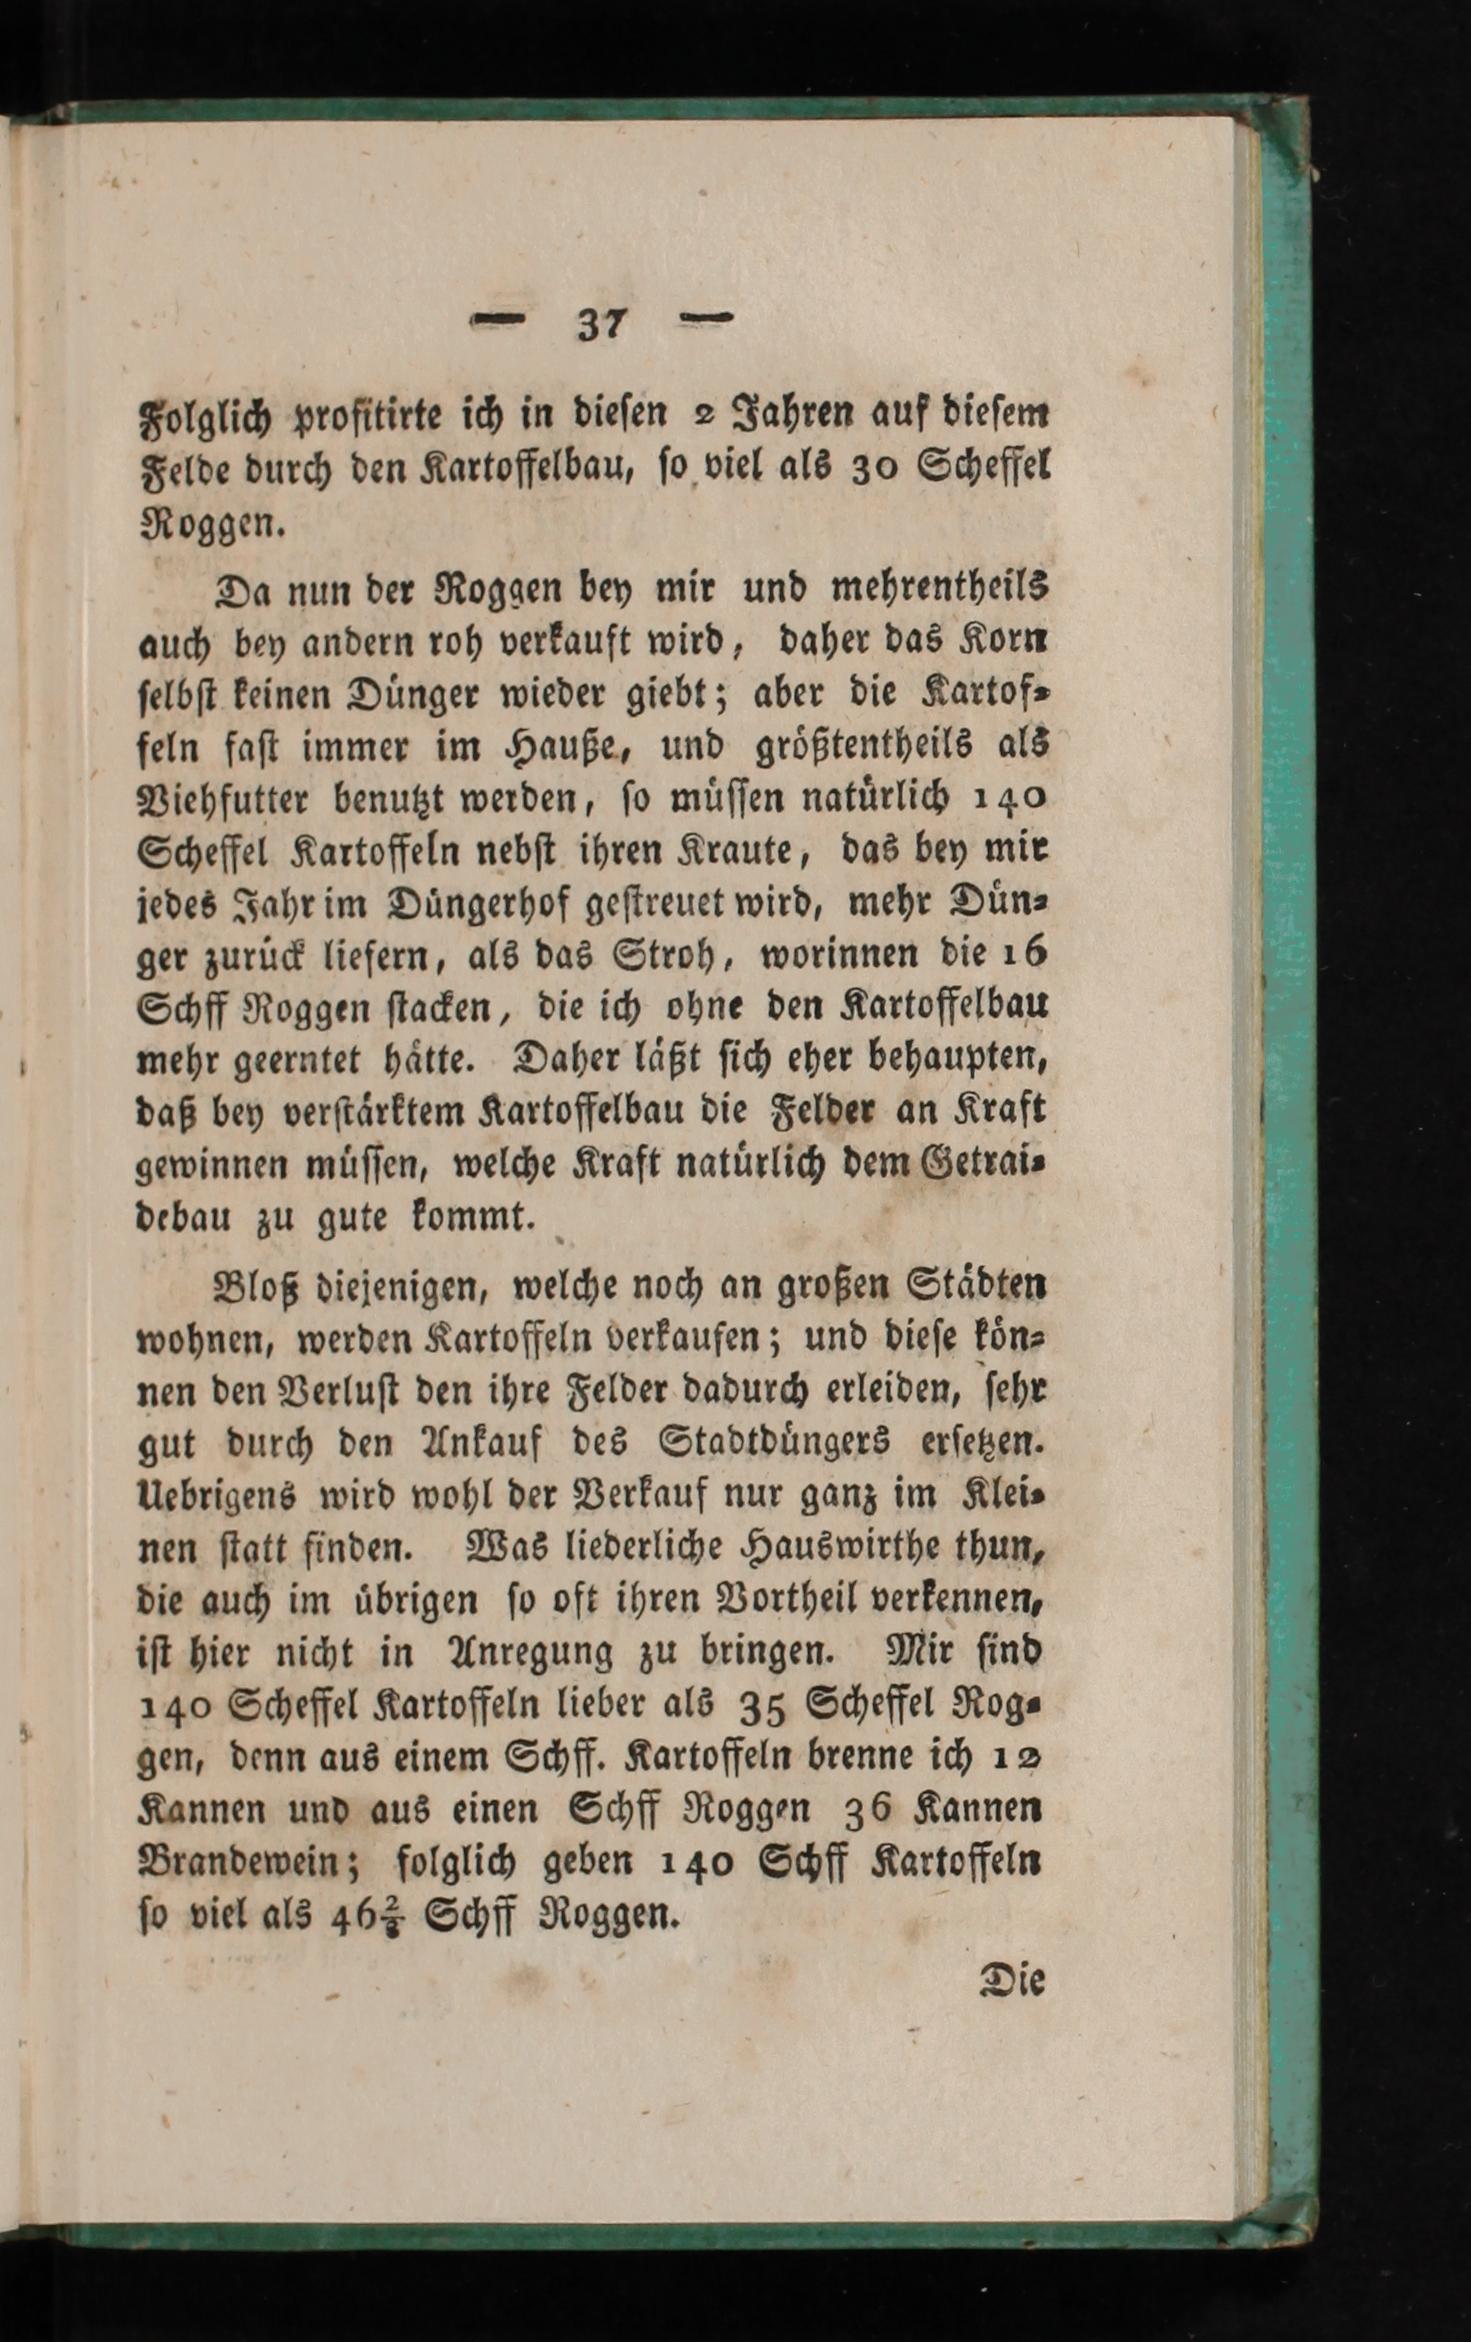 — 37 —
Folglich profitirte ich in diesen 2 Jahren auf diesem
Felde durch den Kartoffelbau, so viel als 30 Scheffel
Roggen.
Da nun der Roggen bey mir und mehrentheils
auch bey andern roh verkauft wird, daher das Korn
selbst keinen Dünger wieder giebt; aber die Kartof-
feln fast immer im Hauße, und größtentheils als
Viehfutter benutzt werden, so müssen natürlich 140
Scheffel Kartoffeln nebst ihren Kraute, das bey mir
jedes Jahr im Düngerhof gestreuet wird, mehr Dün-
ger zurück liefern, als das Stroh, worinnen die 16
Schff Roggen stacken, die ich ohne den Kartoffelbau
mehr geerntet hätte. Daher läßt sich eher behaupten,
daß bey verstärktem Kartoffelbau die Felder an Kraft
gewinnen müssen, welche Kraft natürlich dem Getrai-
debau zu gute kommt.
Bloß diejenigen, welche noch an großen Städten
wohnen, werden Kartoffeln verkaufen; und diese kön-
nen den Verlust den ihre Felder dadurch erleiden, sehr
gut durch den Ankauf des Stadtdüngers ersetzen.
Uebrigens wird wohl der Verkauf nur ganz im Klei-
nen statt finden. Was liederliche Hauswirthe thun,
die auch im übrigen so oft ihren Vortheil verkennen,
ist hier nicht in Anregung zu bringen. Mir sind
140 Scheffel Kartoffeln lieber als 35 Scheffel Rog-
gen, denn aus einem Schff. Kartoffeln brenne ich 12
Kannen und aus einen Schff Roggen 36 Kannen
Brandewein; folglich geben 140 Schff Kartoffeln
so viel als 46⅔ Schff Roggen.
Die